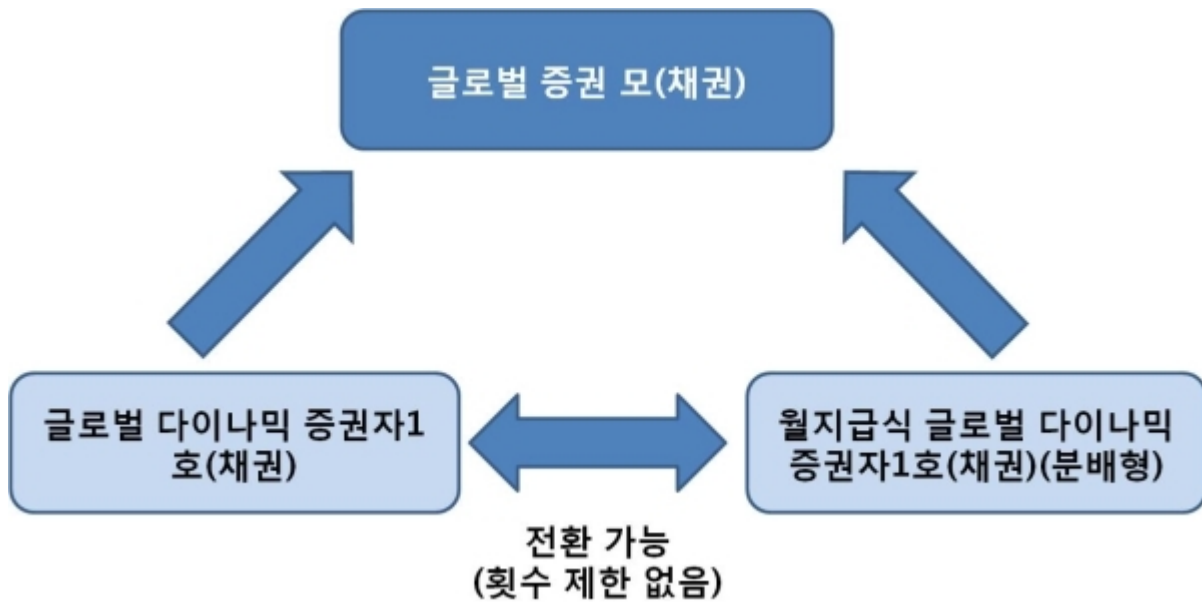 글로벌 증권 모(채권)
글로벌 다이나믹 증권자1
호(채권)
월지급식 글로벌 다이나믹
증권자1호(채권)(분배형)
전환 가능
(횟수 제한 없음)